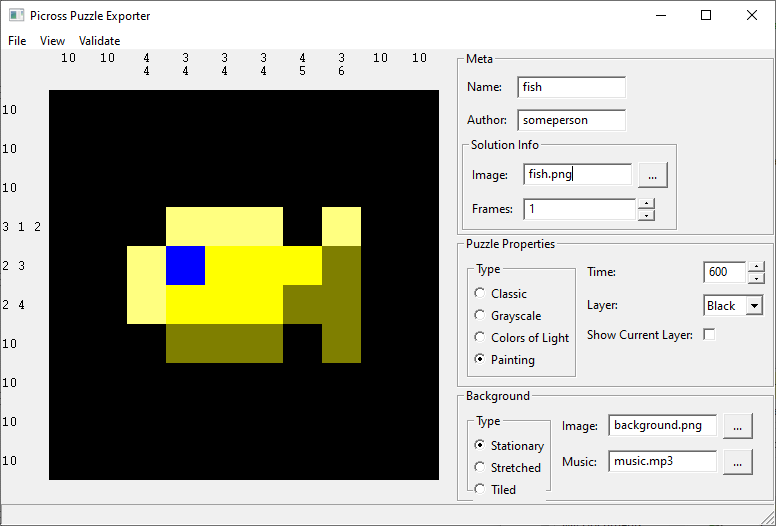 Picross Puzzle Exporter
File View Validate
10 10 3 3 3 4 3 10 10
4 4 4 4 4 5 6
10
10
10
3 1 2
2 3
2 4
10
10
10
10
Meta
Name: fish
Author: someperson
Solution Info
Image: fish.png ...
Frames: 1
Puzzle Properties
Type
Classic
Grayscale
Colors of Light
Painting
Time: 600
Layer: Black
Show Current Layer:
Background
Type
Stationary
Stretched
Tiled
Image: background.png ...
Music: music.mp3 ...